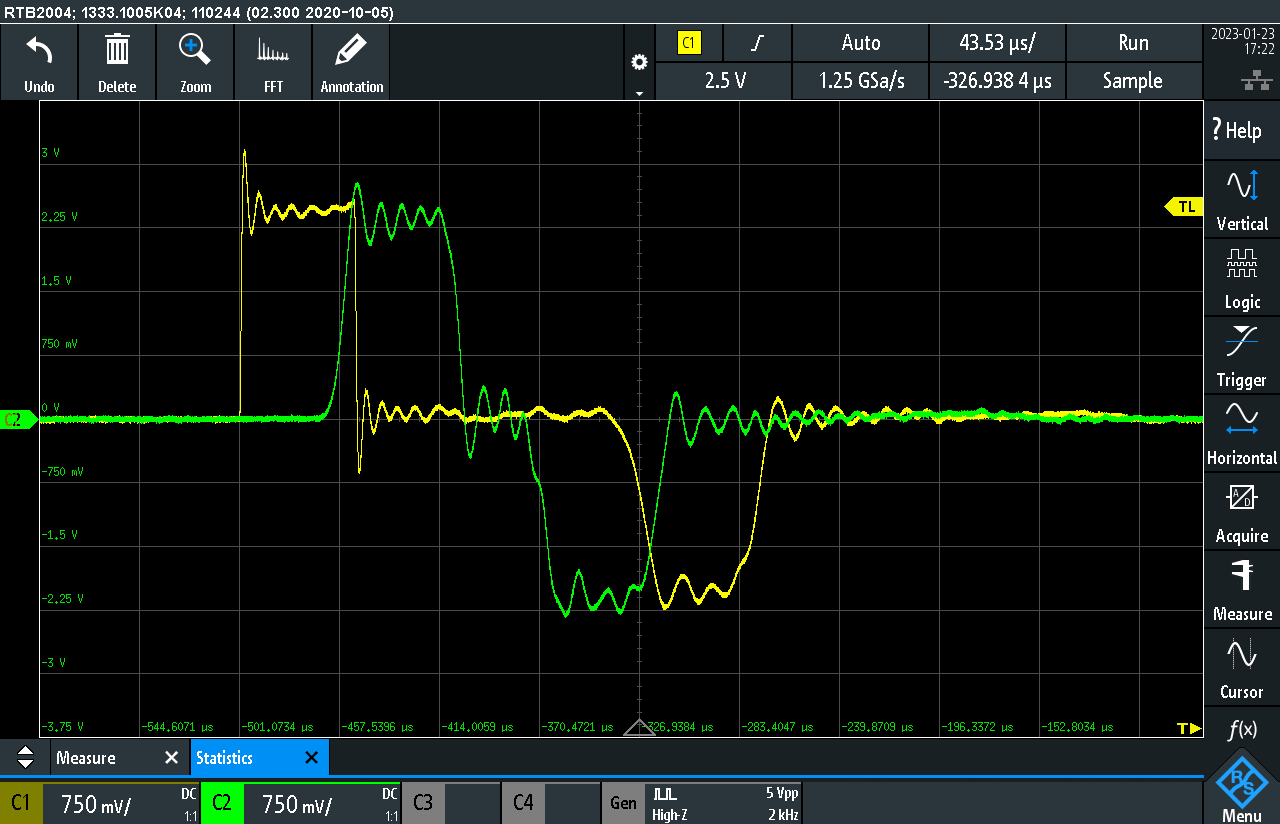 RTB2004; 1333.1005K04; 110244 (02.300 2020-10-05)
Undo
Delete
Zoom
FFT
Annotation
C1
Auto
43.53 µs/
Run
2.5 V
1.25 GSa/s
-326.938 4 µs
Sample
2023-01-23
17:22
? Help
Vertical
Logic
Trigger
Horizontal
A/D
Acquire
Measure
Cursor
f(x)
R&S
Menu
3 V
2.25 V
1.5 V
750 mV
0 V
-750 mV
-1.5 V
-2.25 V
-3 V
-3.75 V
TL
C2
-544.6071 µs
-501.0734 µs
-457.5396 µs
-414.0059 µs
-370.4721 µs
-326.9384 µs
-283.4047 µs
-239.8709 µs
-196.3372 µs
-152.8034 µs
T
Measure
Statistics
C1
750 mV/
DC
1:1
C2
750 mV/
DC
1:1
C3
C4
Gen
High-Z
5 Vpp
2 kHz